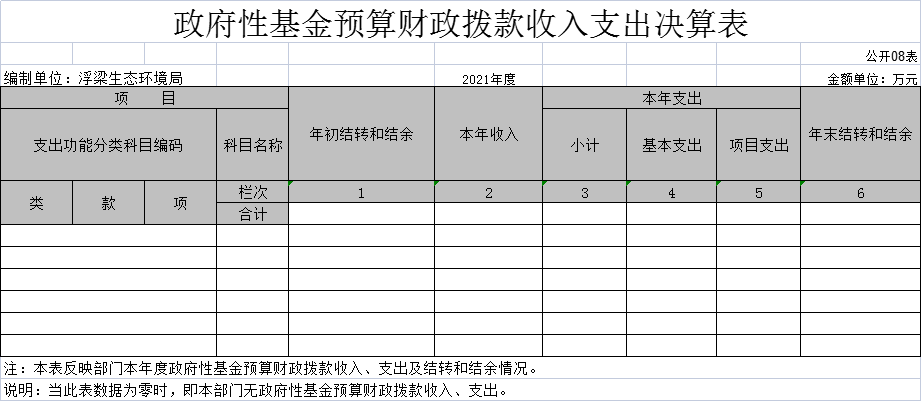 政府性基金预算财政拨款收入支出决算表
公开08表
编制单位：浮梁生态环境局 2021年度 金额单位：万元
项 目 年初结转和结余 本年收入 本年支出 年末结转和结余
支出功能分类科目编码 科目名称 小计 基本支出 项目支出
类 款 项 栏次 1 2 3 4 5 6
合计
注：本表反映部门本年度政府性基金预算财政拨款收入、支出及结转和结余情况。
说明：当此表数据为零时，即本部门无政府性基金预算财政拨款收入、支出。